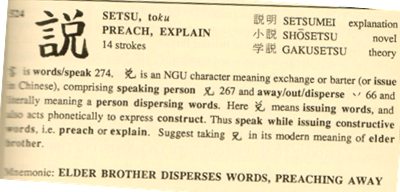 524
説
SETSU, toku
PREACH, EXPLAIN
14 strokes
説明 SETSUMEI explanation
小説 SHŌSETSU novel
学説 GAKUSETSU theory
is words/speak 274. 兌 is an NGU character meaning exchange or barter (or issue
in Chinese), comprising speaking person 兄 267 and away/out/disperse ハ 66 and
literally meaning a person dispersing words. Here 兌 means issuing words, and
also acts phonetically to express construct. Thus speak while issuing constructive
words, i.e. preach or explain. Suggest taking 兄 in its modern meaning of elder
brother.
Mnemonic: ELDER BROTHER DISPERSES WORDS, PREACHING AWAY